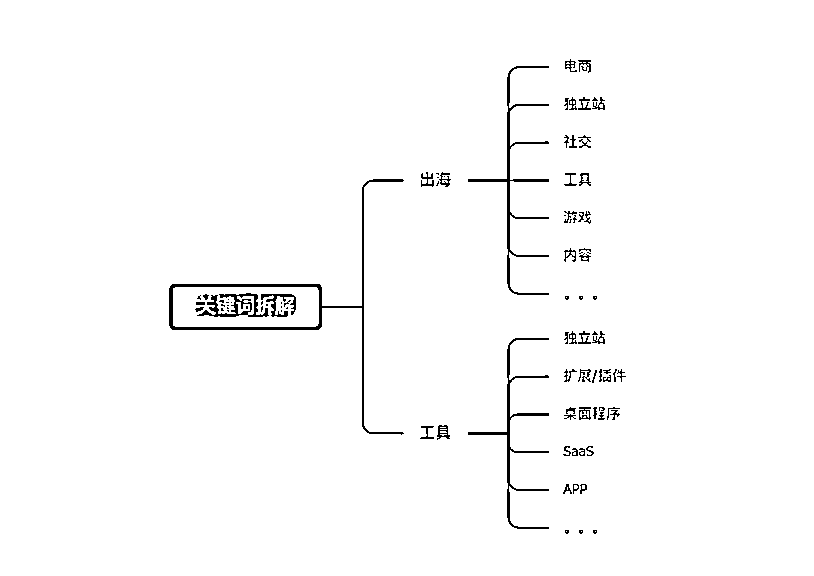 关键词拆解
出海
电商
独立站
社交
工具
游戏
内容
。。。
工具
独立站
扩展/插件
桌面程序
SaaS
APP
。。。